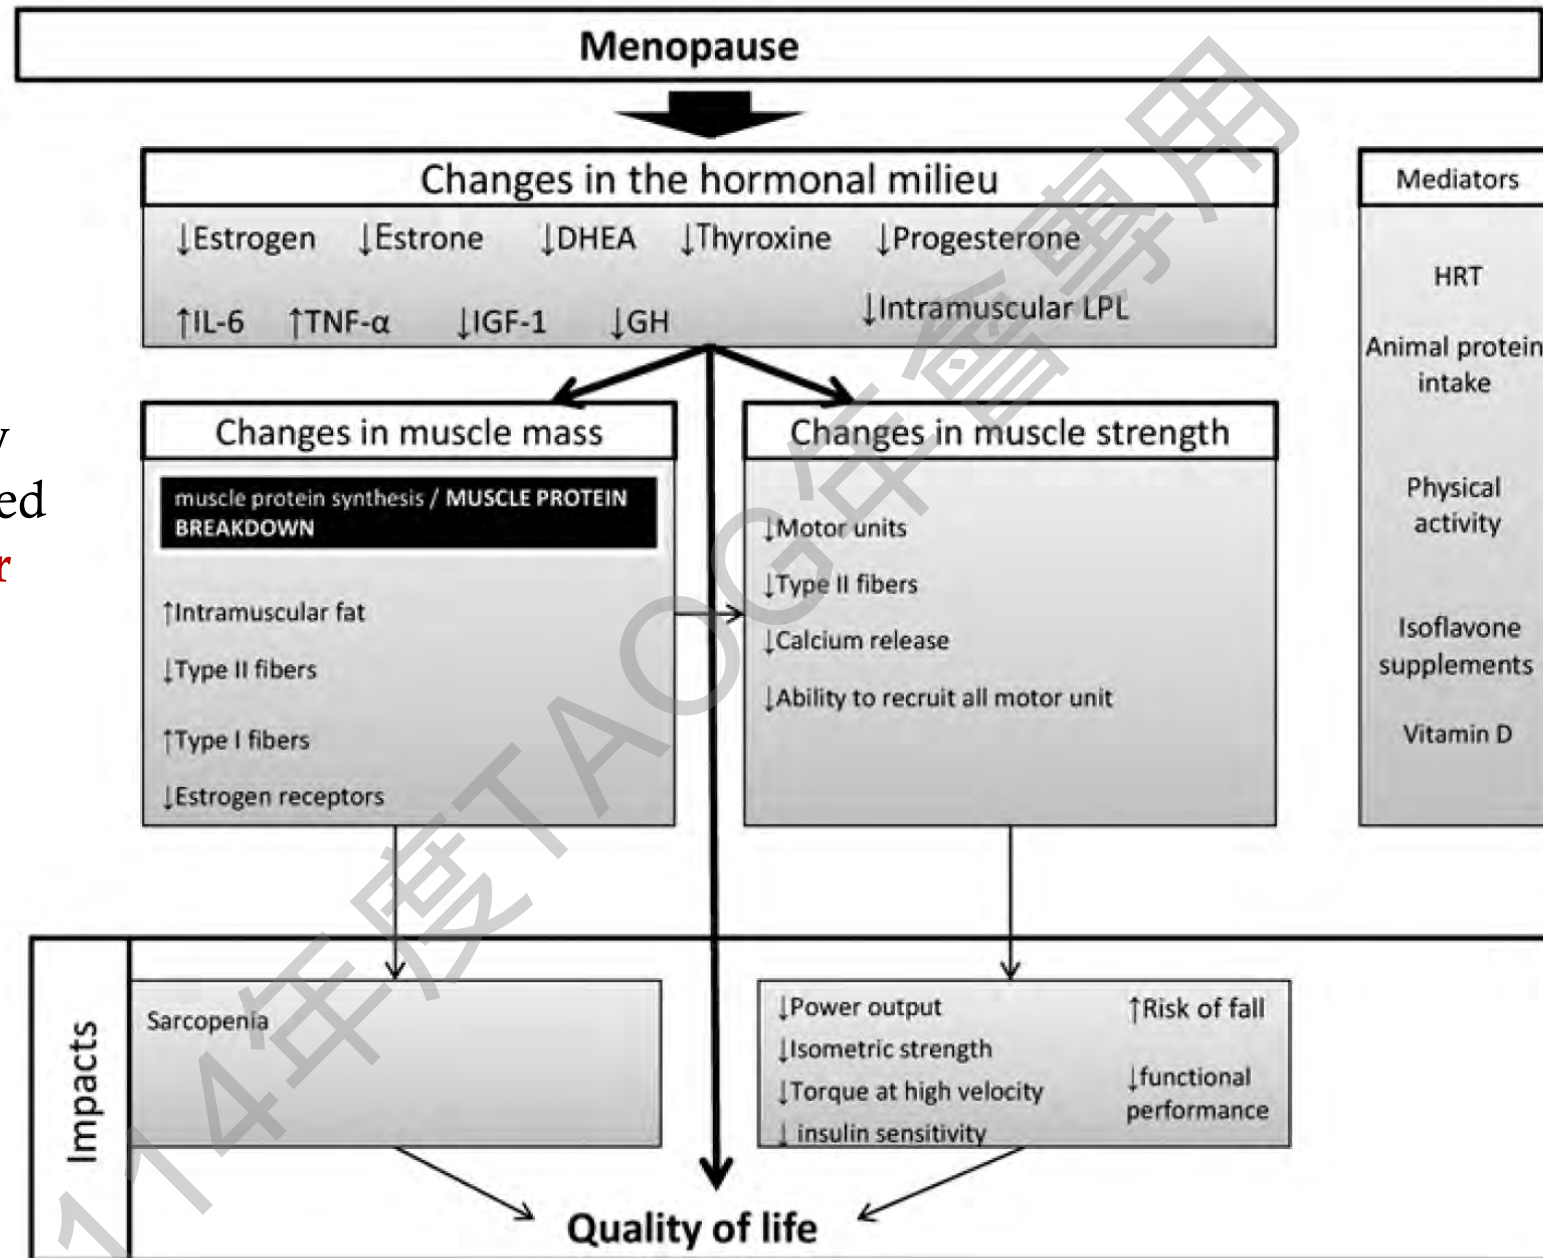 Menopause
Changes in the hormonal milieu
↓Estrogen ↓Estrone ↓DHEA ↓Thyroxine ↓Progesterone
↑IL-6 ↑TNF-α ↓IGF-1 ↓GH ↓Intramuscular LPL
Changes in muscle mass
muscle protein synthesis / MUSCLE PROTEIN
BREAKDOWN
↑Intramuscular fat
↓Type II fibers
↑Type I fibers
↓Estrogen receptors
Changes in muscle strength
↓Motor units
↓Type II fibers
↓Calcium release
↓Ability to recruit all motor unit
Mediators
HRT
Animal protein
intake
Physical
activity
Isoflavone
supplements
Vitamin D
Impacts
Sarcopenia
↓Power output
↓Isometric strength
↓Torque at high velocity
↓ insulin sensitivity
↑Risk of fall
↓functional
performance
Quality of life
114年度TAOG年會專用